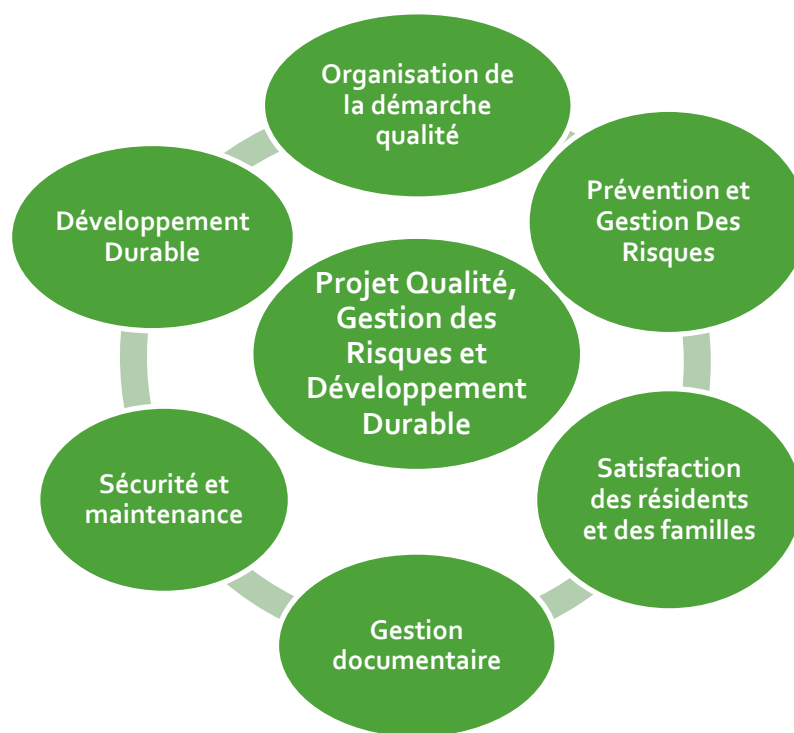 Organisation de
la démarche
qualité
Prévention et
Gestion Des
Risques
Satisfaction
des résidents
et des familles
Gestion
documentaire
Sécurité et
maintenance
Développement
Durable
Projet Qualité,
Gestion des
Risques et
Développement
Durable